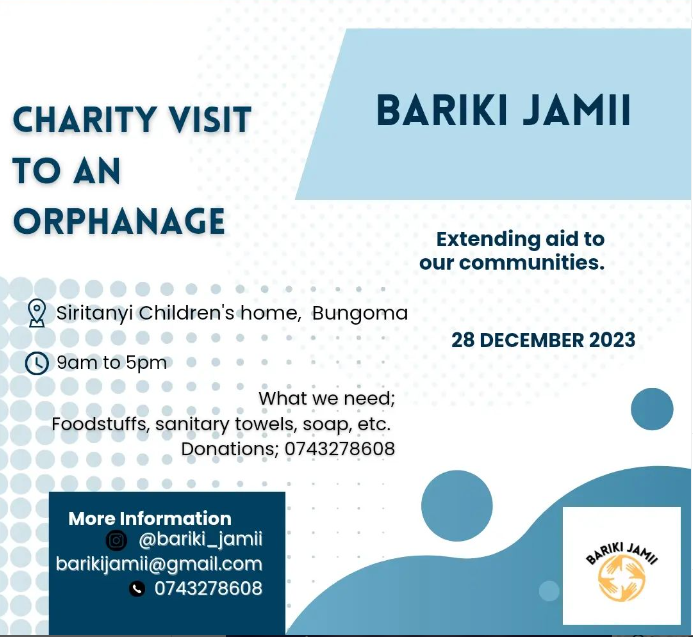 BARIKI JAMII
CHARITY VISIT
TO AN
ORPHANAGE
Extending aid to
our communities.
Siritanyi Children's home, Bungoma
28 DECEMBER 2023
9am to 5pm
What we need;
Foodstuffs, sanitary towels, soap, etc.
Donations; 0743278608
More Information
@bariki_jamii
barikijamii@gmail.com
0743278608
BARIKI JAMII